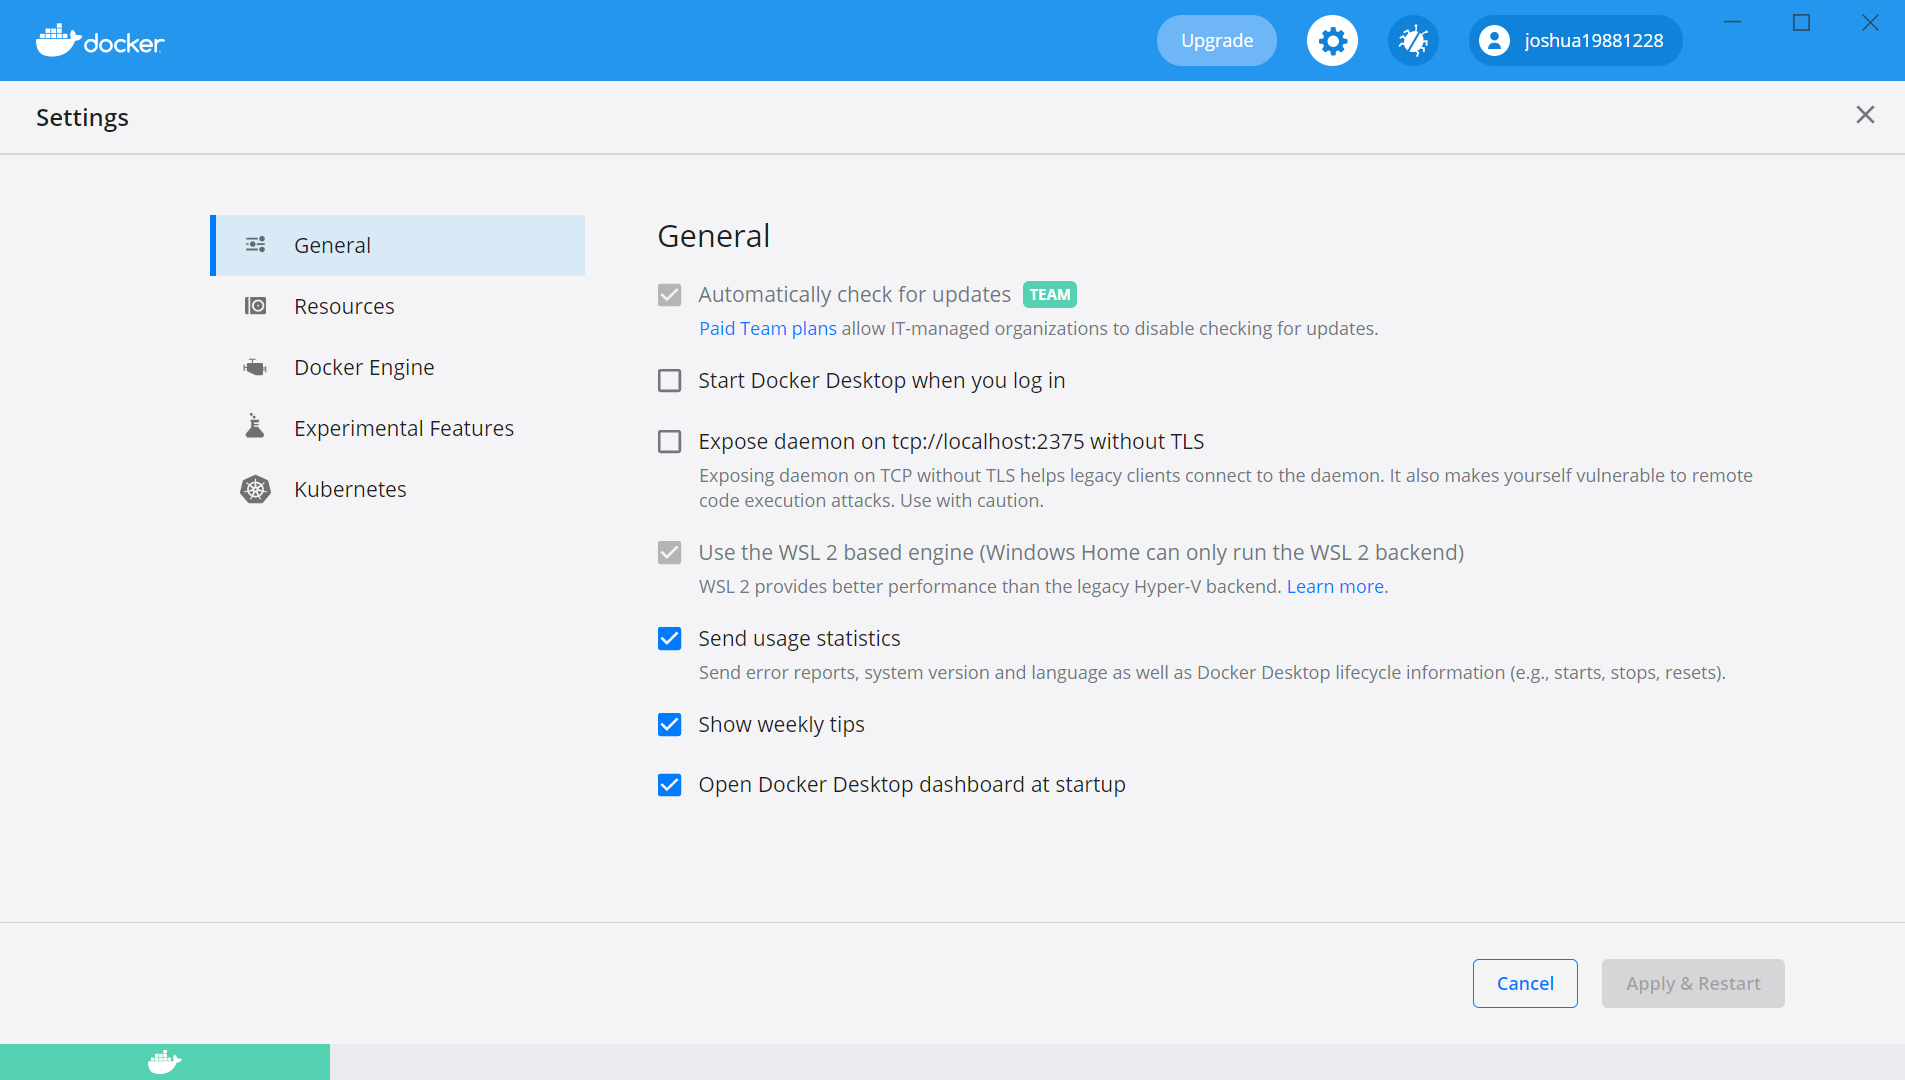 docker
Upgrade
joshua19881228
Settings
General
Resources
Docker Engine
Experimental Features
Kubernetes
General
Automatically check for updates TEAM
Paid Team plans allow IT-managed organizations to disable checking for updates.
Start Docker Desktop when you log in
Expose daemon on tcp://localhost:2375 without TLS
Exposing daemon on TCP without TLS helps legacy clients connect to the daemon. It also makes yourself vulnerable to remote
code execution attacks. Use with caution.
Use the WSL 2 based engine (Windows Home can only run the WSL 2 backend)
WSL 2 provides better performance than the legacy Hyper-V backend. Learn more.
Send usage statistics
Send error reports, system version and language as well as Docker Desktop lifecycle information (e.g., starts, stops, resets).
Show weekly tips
Open Docker Desktop dashboard at startup
Cancel
Apply & Restart